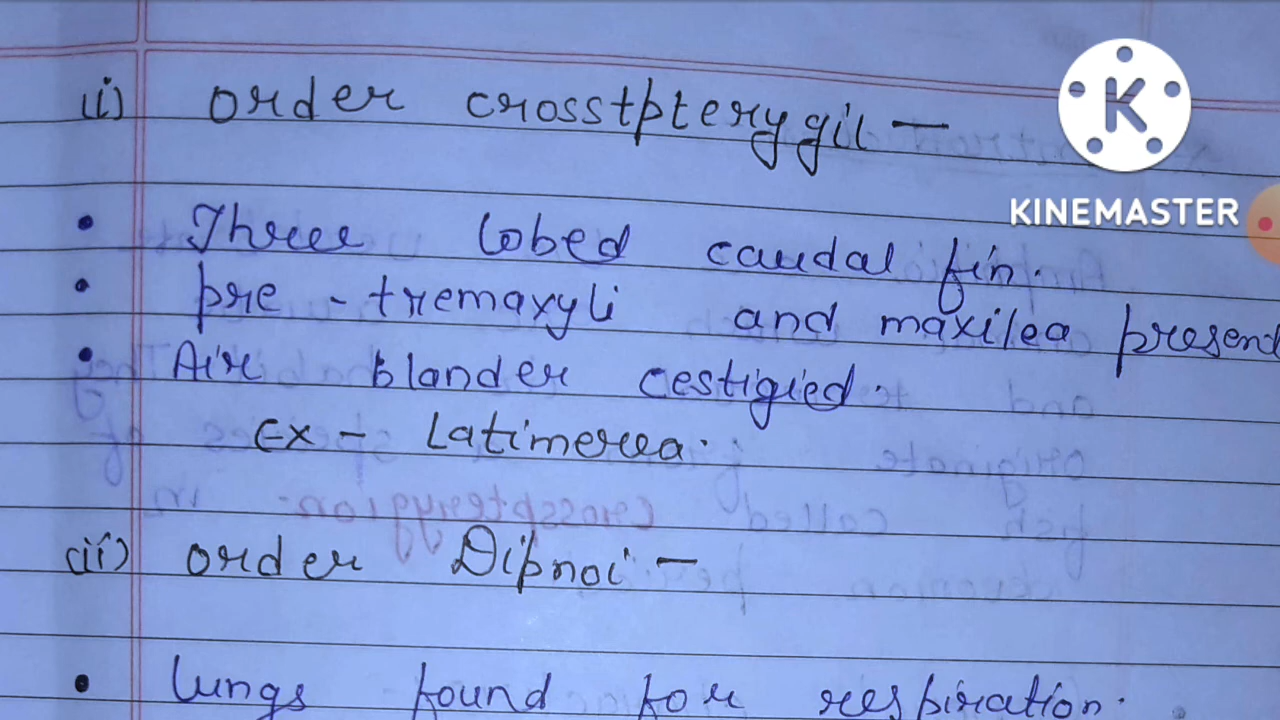 (i) order crosstpterygii —
K
KINEMASTER
• Three lobed caudal fin.
• pre - tremaxyli and maxilea present
• Air blander cestigied.
Ex - Latimerea.
(ii) order Dipnoi —
• lungs found for respiration.